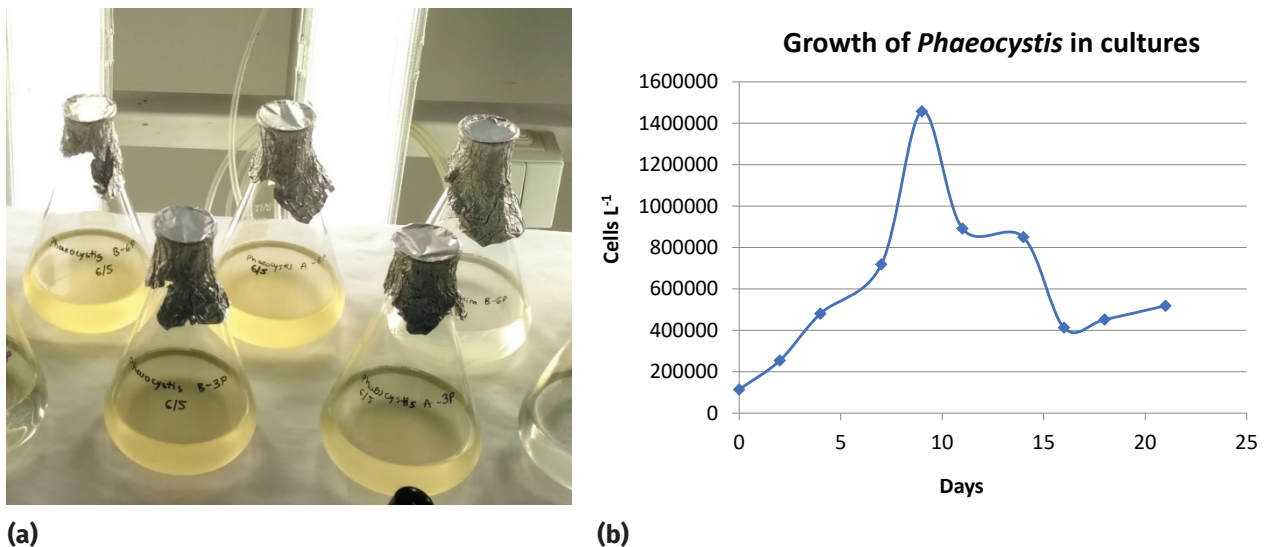 Phaeocystis B-6P
6/5
Phaeocystis A-6P
6/5
B-6P
Phaeocystis B-3P
6/5
Phaeocystis A-3P
6/5
(a)
Growth of Phaeocystis in cultures
Cells L-1
1600000
1400000
1200000
1000000
800000
600000
400000
200000
0
0 5 10 15 20 25
Days
(b)